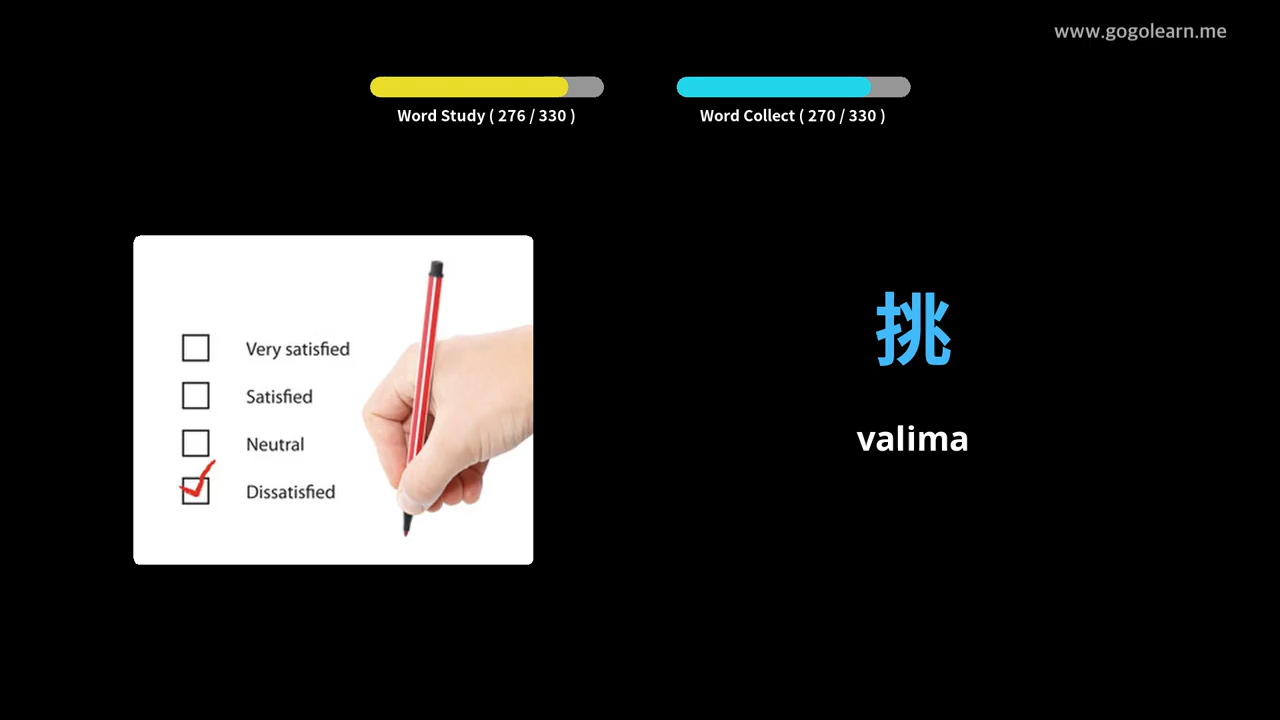 www.gogolearn.me
Word Study ( 276 / 330 )
Word Collect ( 270 / 330 )
Very satisfied
Satisfied
Neutral
Dissatisfied
挑
valima